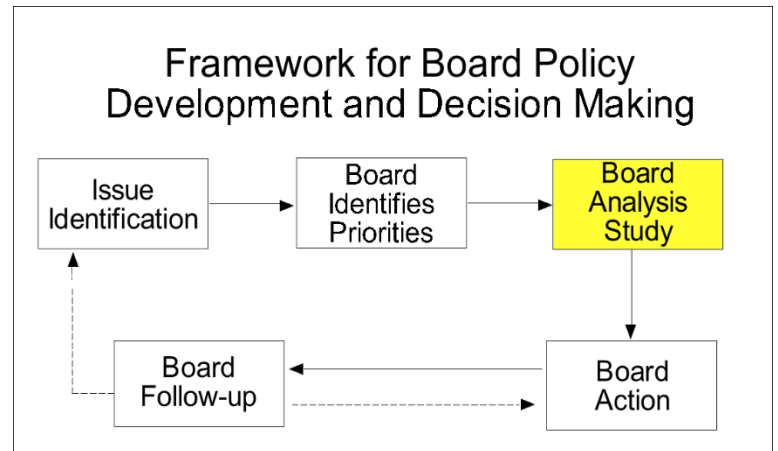 Framework for Board Policy
Development and Decision Making
Issue
Identification
Board
Identifies
Priorities
Board
Analysis
Study
Board
Follow-up
Board
Action